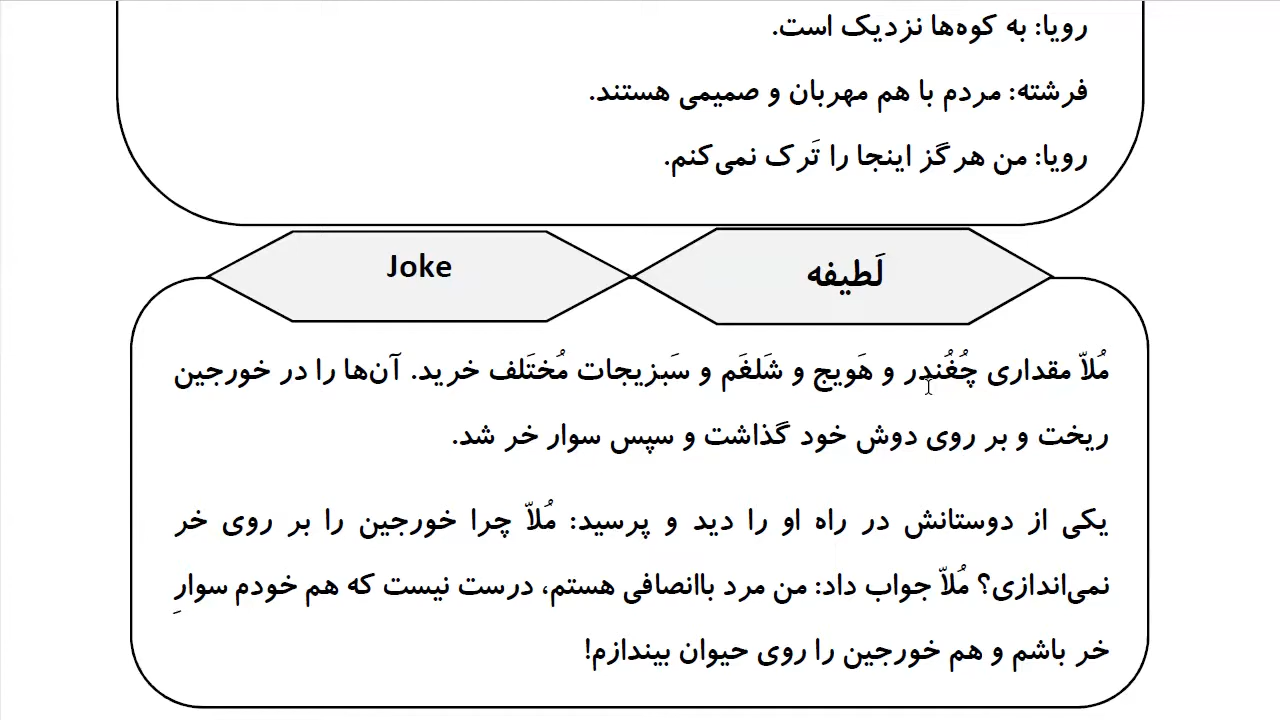 رویا: به کوه‌ها نزدیک است.
فرشته: مردم با هم مهربان و صمیمی هستند.
رویا: من هرگز اینجا را تَرک نمی‌کنم.
لَطیفه
Joke
مُلاّ مقداری چُغُندِر و هَویج و شَلغَم و سَبزیجات مُختَلف خرید. آن‌ها را در خورجین
ریخت و بر روی دوش خود گذاشت و سپس سوار خر شد.
یکی از دوستانش در راه او را دید و پرسید: مُلاّ چرا خورجین را بر روی خر
نمی‌اندازی؟ مُلاّ جواب داد: من مرد باانصافی هستم، درست نیست که هم خودم سوارِ
خر باشم و هم خورجین را روی حیوان بیندازم!